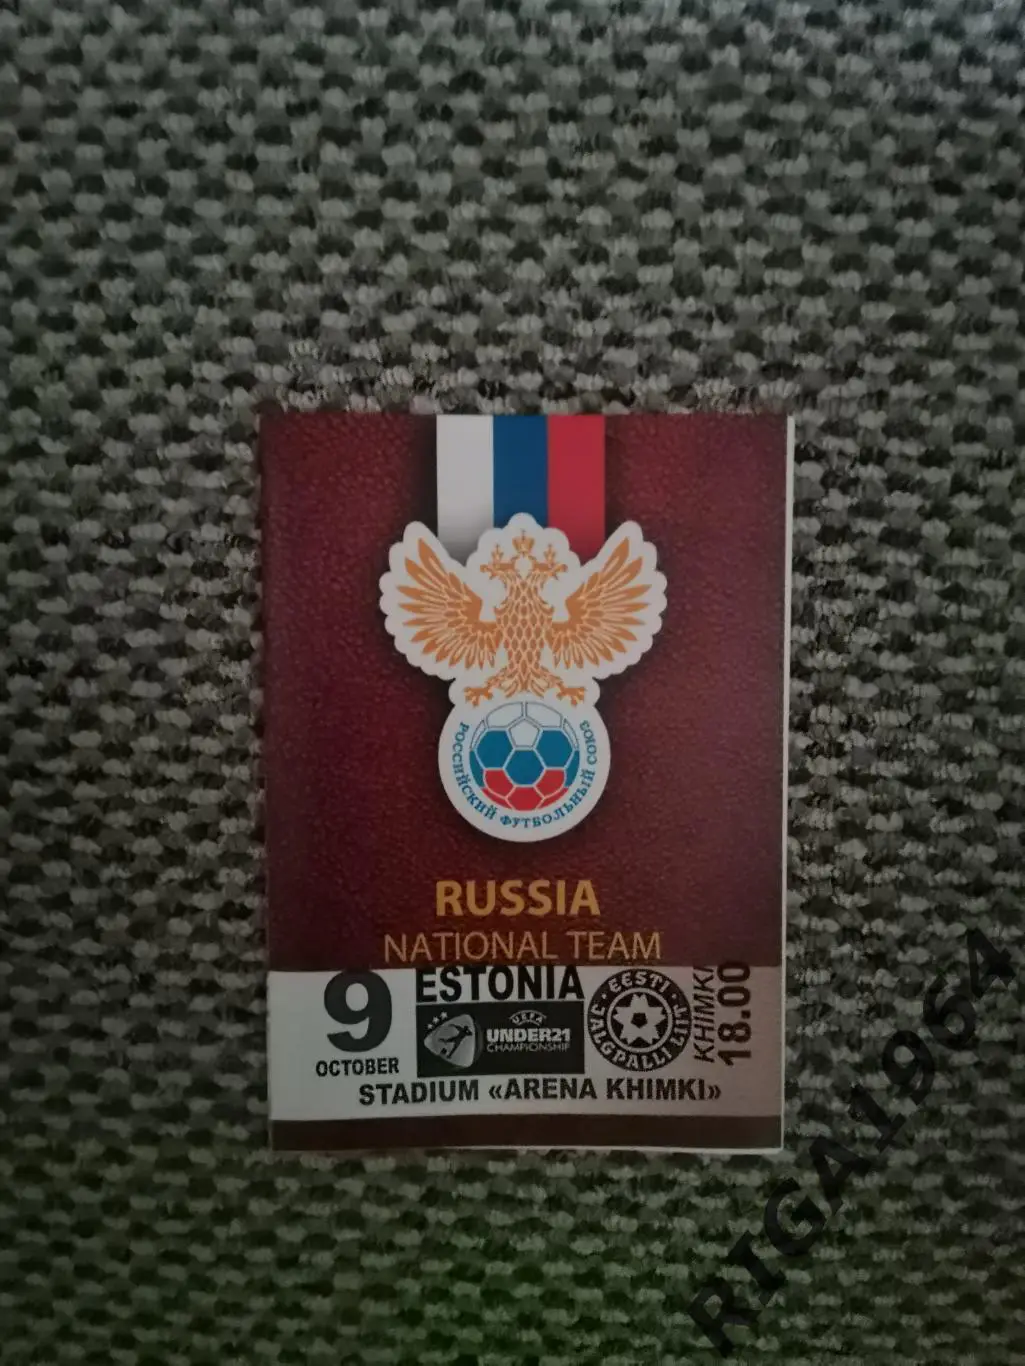 РОССИЙСКИЙ ФУТБОЛЬНЫЙ СОЮЗ
RUSSIA
NATIONAL TEAM
9
OCTOBER
ESTONIA
UEFA
UNDER21
CHAMPIONSHIP
EESTI
JALGPALLI LIIT
KHIMKI
18.00
STADIUM «ARENA KHIMKI»
RIGA1964